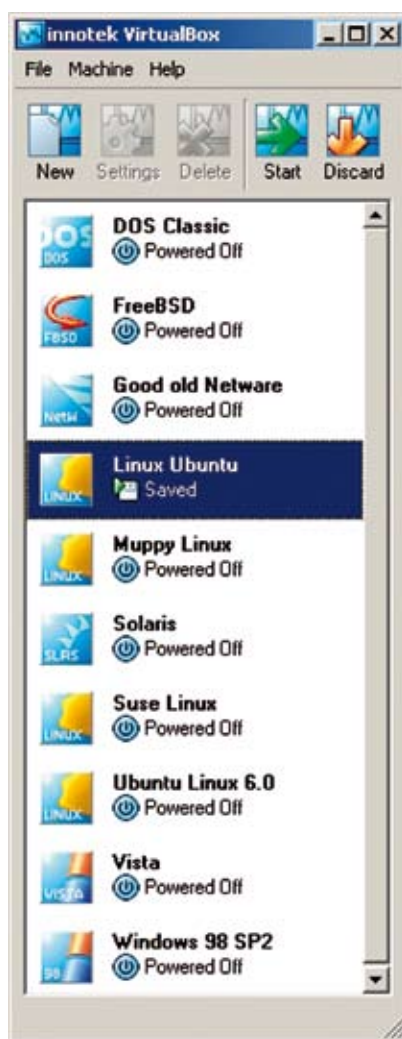 innotek VirtualBox
File Machine Help
New Settings Delete Start Discard
DOS Classic
DOS
Powered Off
FreeBSD
FBSD
Powered Off
Good old Netware
NetW
Powered Off
Linux Ubuntu
LINUX
Saved
Muppy Linux
LINUX
Powered Off
Solaris
SLRS
Powered Off
Suse Linux
LINUX
Powered Off
Ubuntu Linux 6.0
LINUX
Powered Off
Vista
VISTA
Powered Off
Windows 98 SP2
98
Powered Off